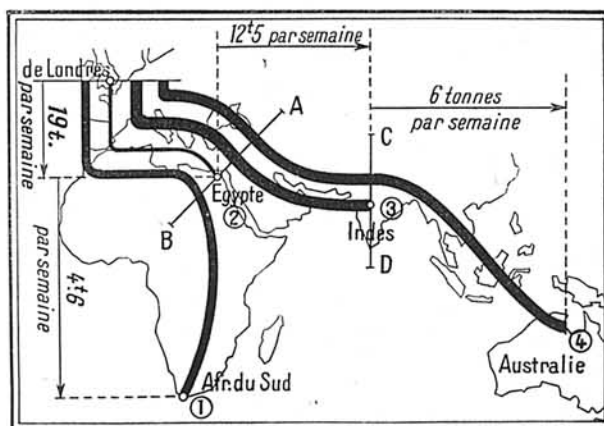 12ᵗ5 par semaine
de Londres
A
6 tonnes
par semaine
19t.
par semaine
C
Egypte
②
③
Indes
B
D
4ᵗ6
par semaine
④
Australie
Afr. du Sud
①